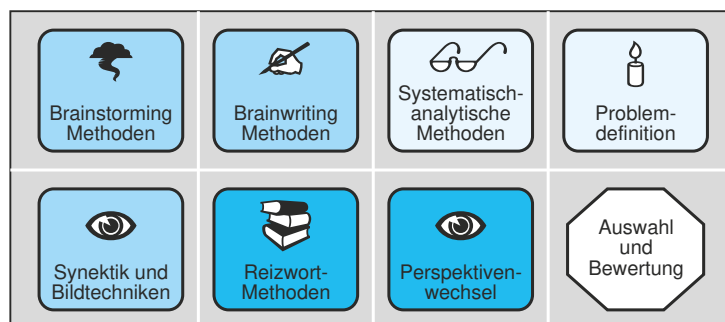 Brainstorming
Methoden
Brainwriting
Methoden
Systematisch-
analytische
Methoden
Problem-
definition
Synektik und
Bildtechniken
Reizwort-
Methoden
Perspektiven-
wechsel
Auswahl
und
Bewertung